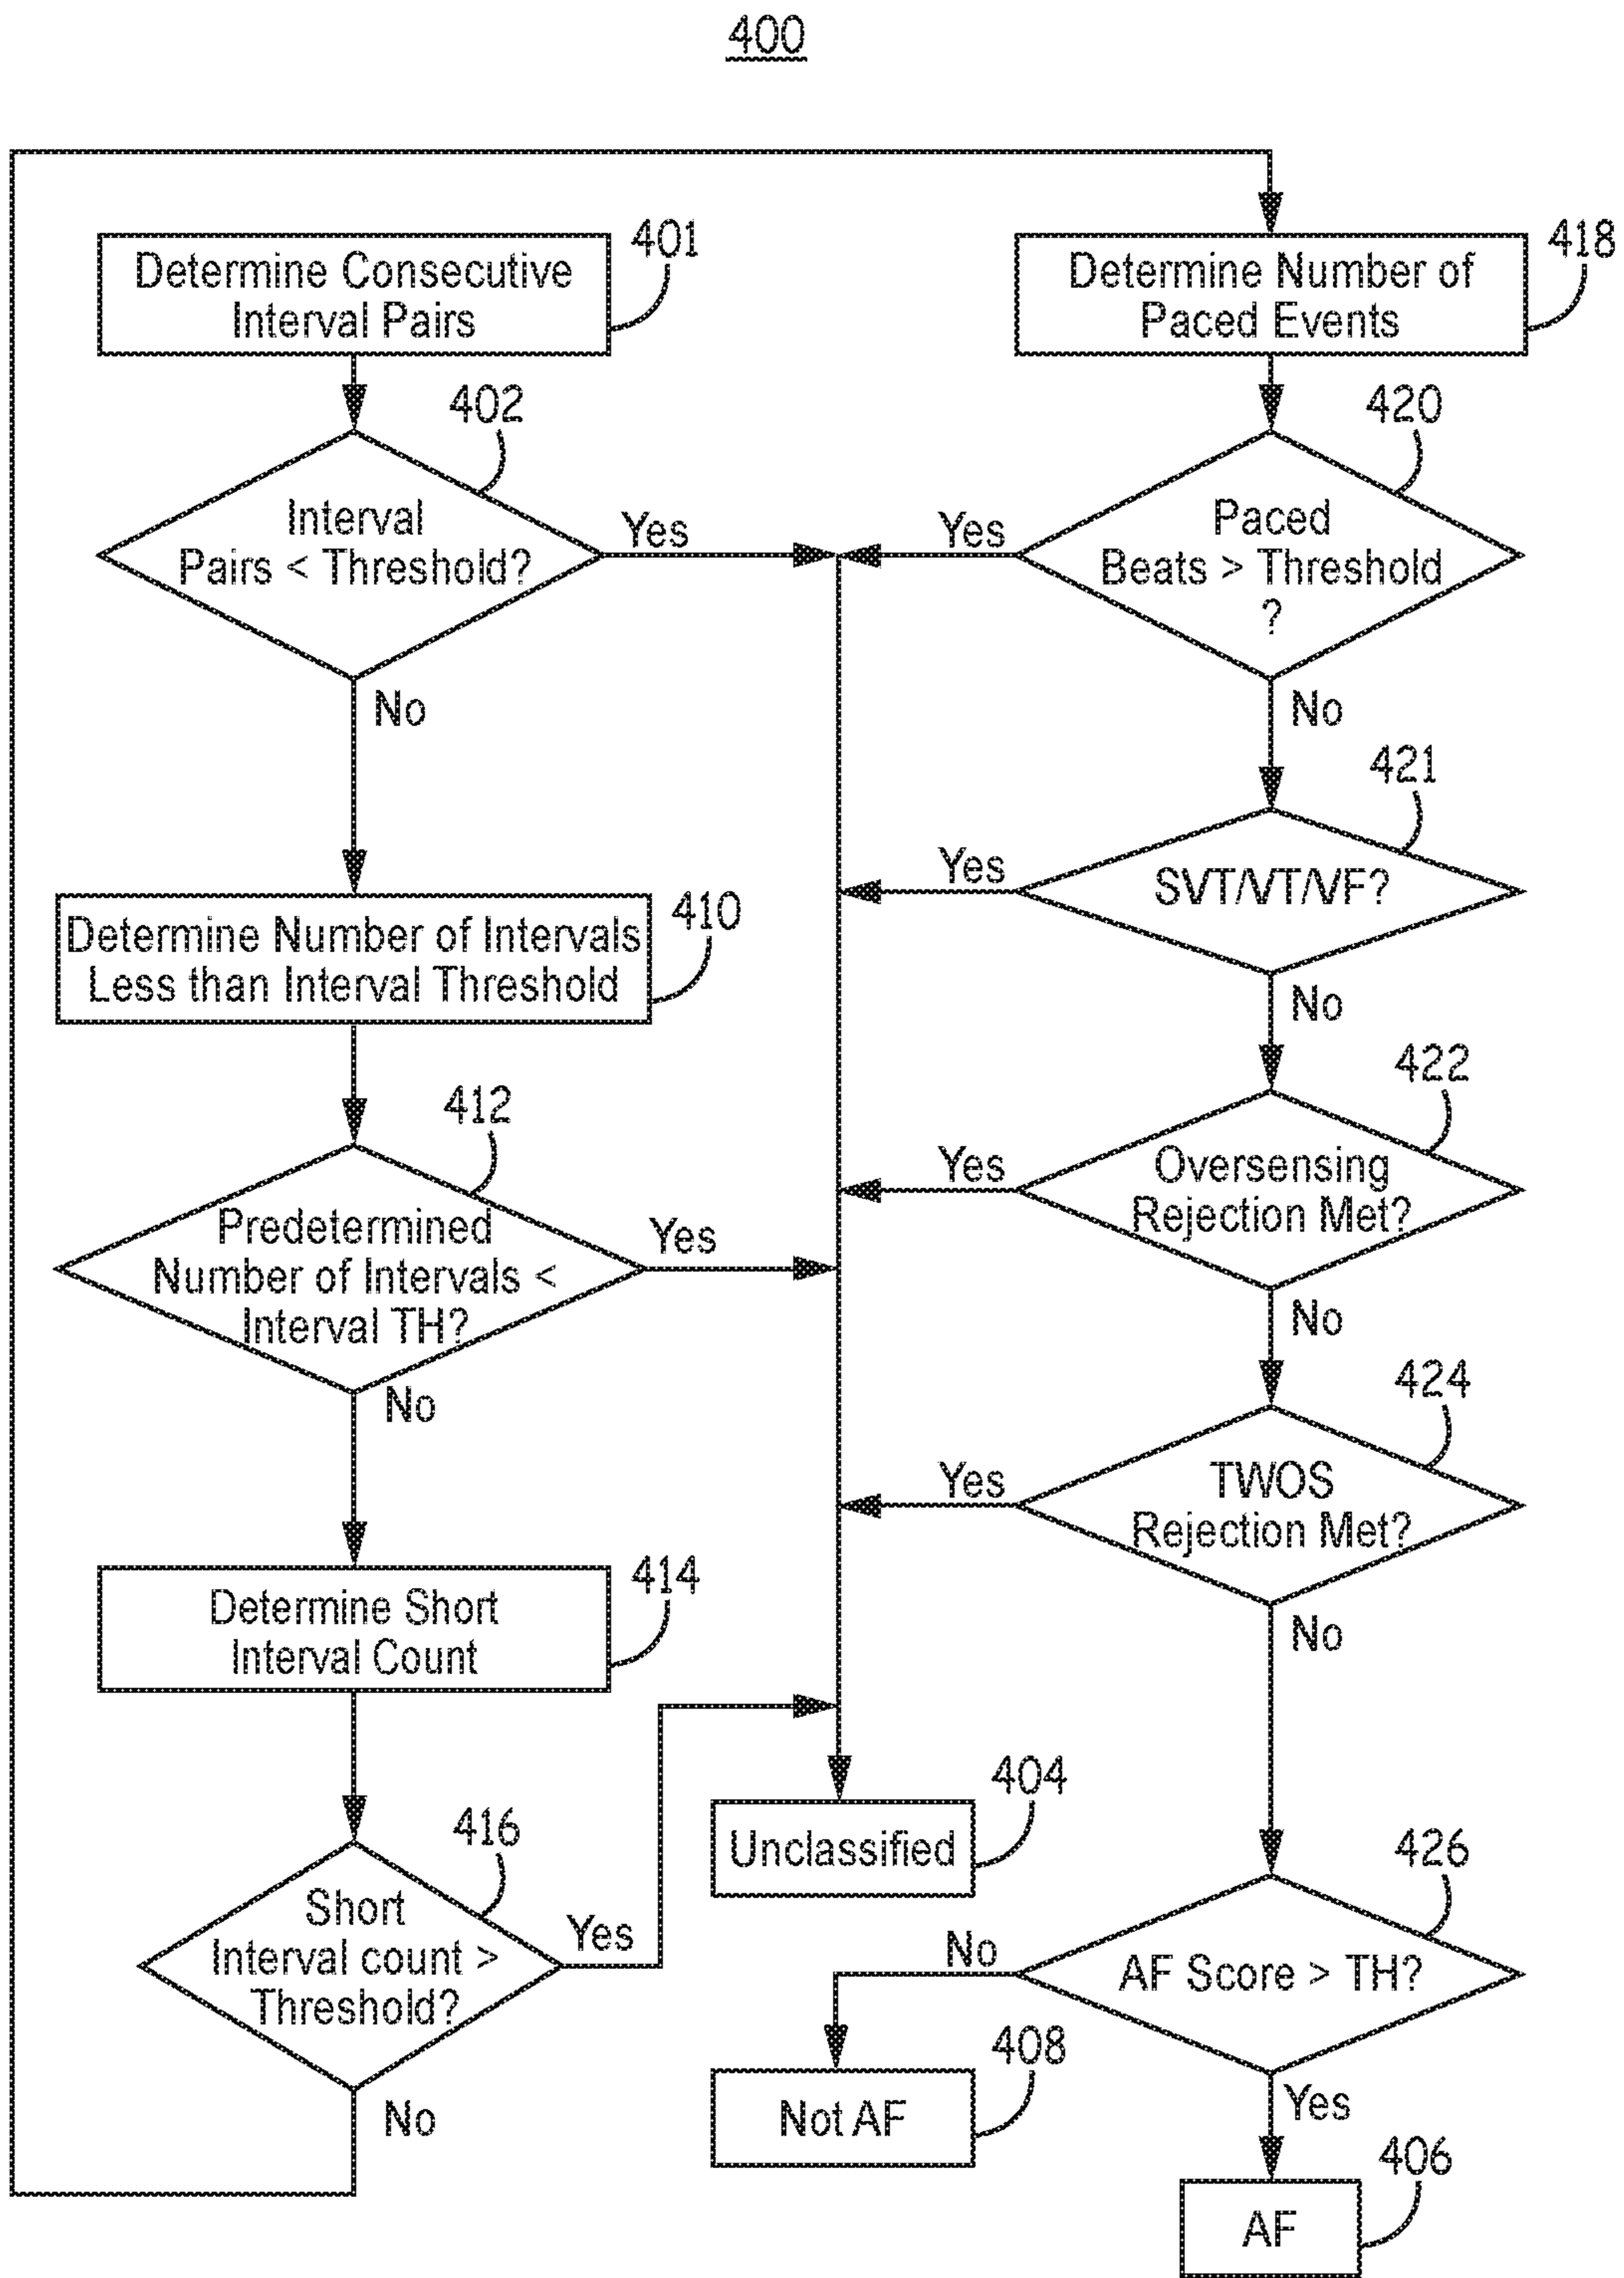 400
401
Determine Consecutive
Interval Pairs
402
Interval
Pairs < Threshold?
Yes
No
410
Determine Number of Intervals
Less than Interval Threshold
412
Predetermined
Number of Intervals <
Interval TH?
Yes
No
414
Determine Short
Interval Count
416
Short
Interval count >
Threshold?
Yes
No
418
Determine Number of
Paced Events
420
Paced
Beats > Threshold
?
Yes
No
421
SVT/VT/VF?
Yes
No
422
Oversensing
Rejection Met?
Yes
No
424
TWOS
Rejection Met?
Yes
No
404
Unclassified
426
AF Score > TH?
No
408
Not AF
Yes
406
AF